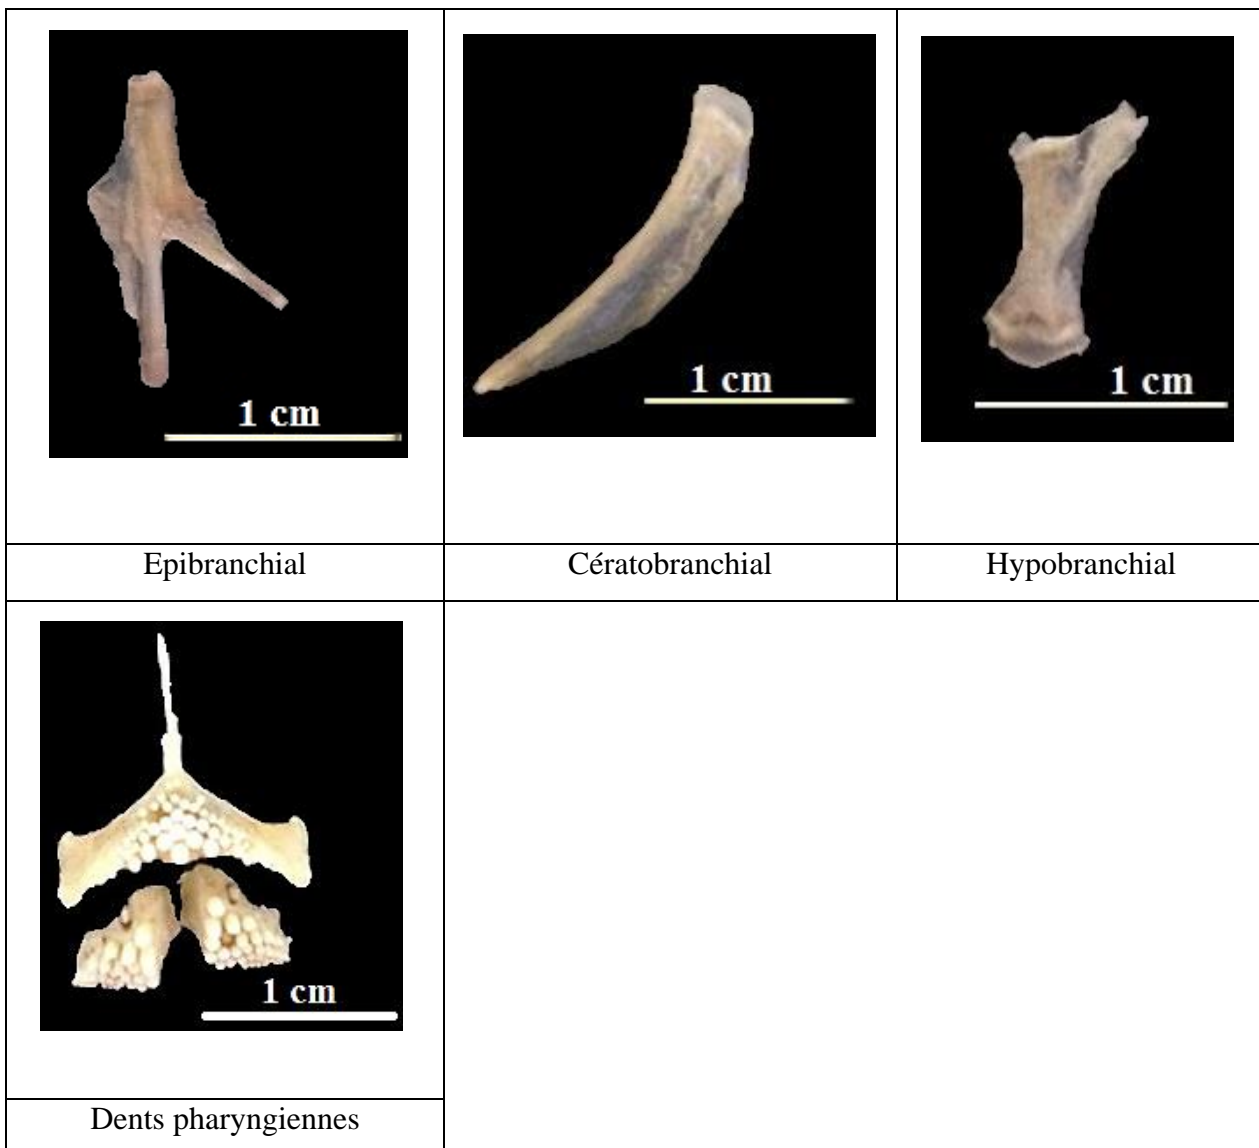 1 cm
1 cm
1 cm
Epibranchial
Cératobranchial
Hypobranchial
1 cm
Dents pharyngiennes